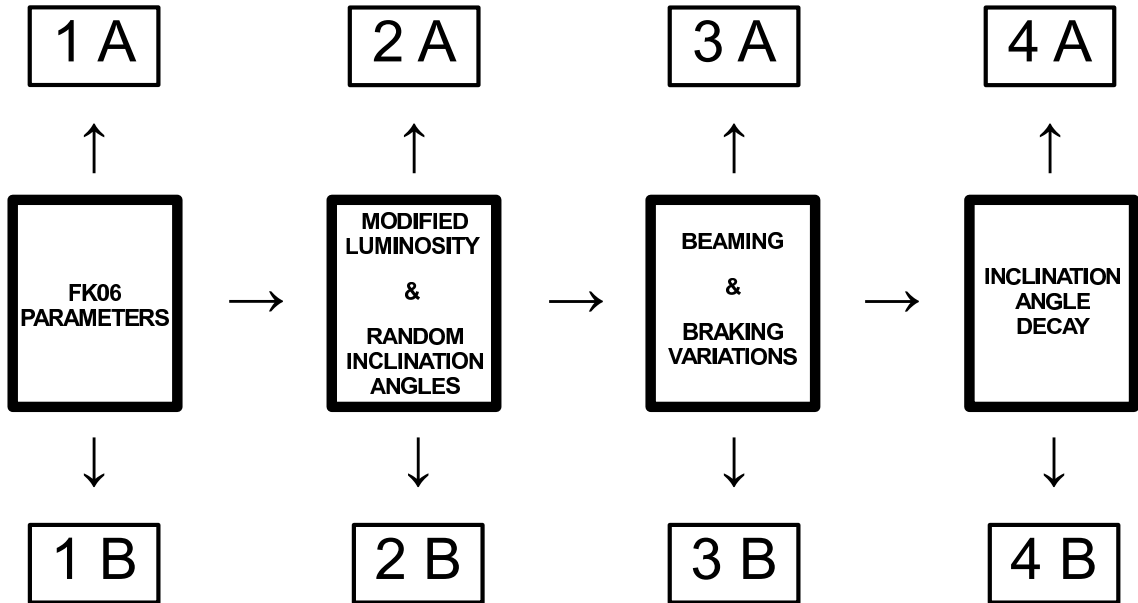 1 A
2 A
3 A
4 A
FK06
PARAMETERS
MODIFIED
LUMINOSITY
&
RANDOM
INCLINATION
ANGLES
BEAMING
&
BRAKING
VARIATIONS
INCLINATION
ANGLE
DECAY
1 B
2 B
3 B
4 B